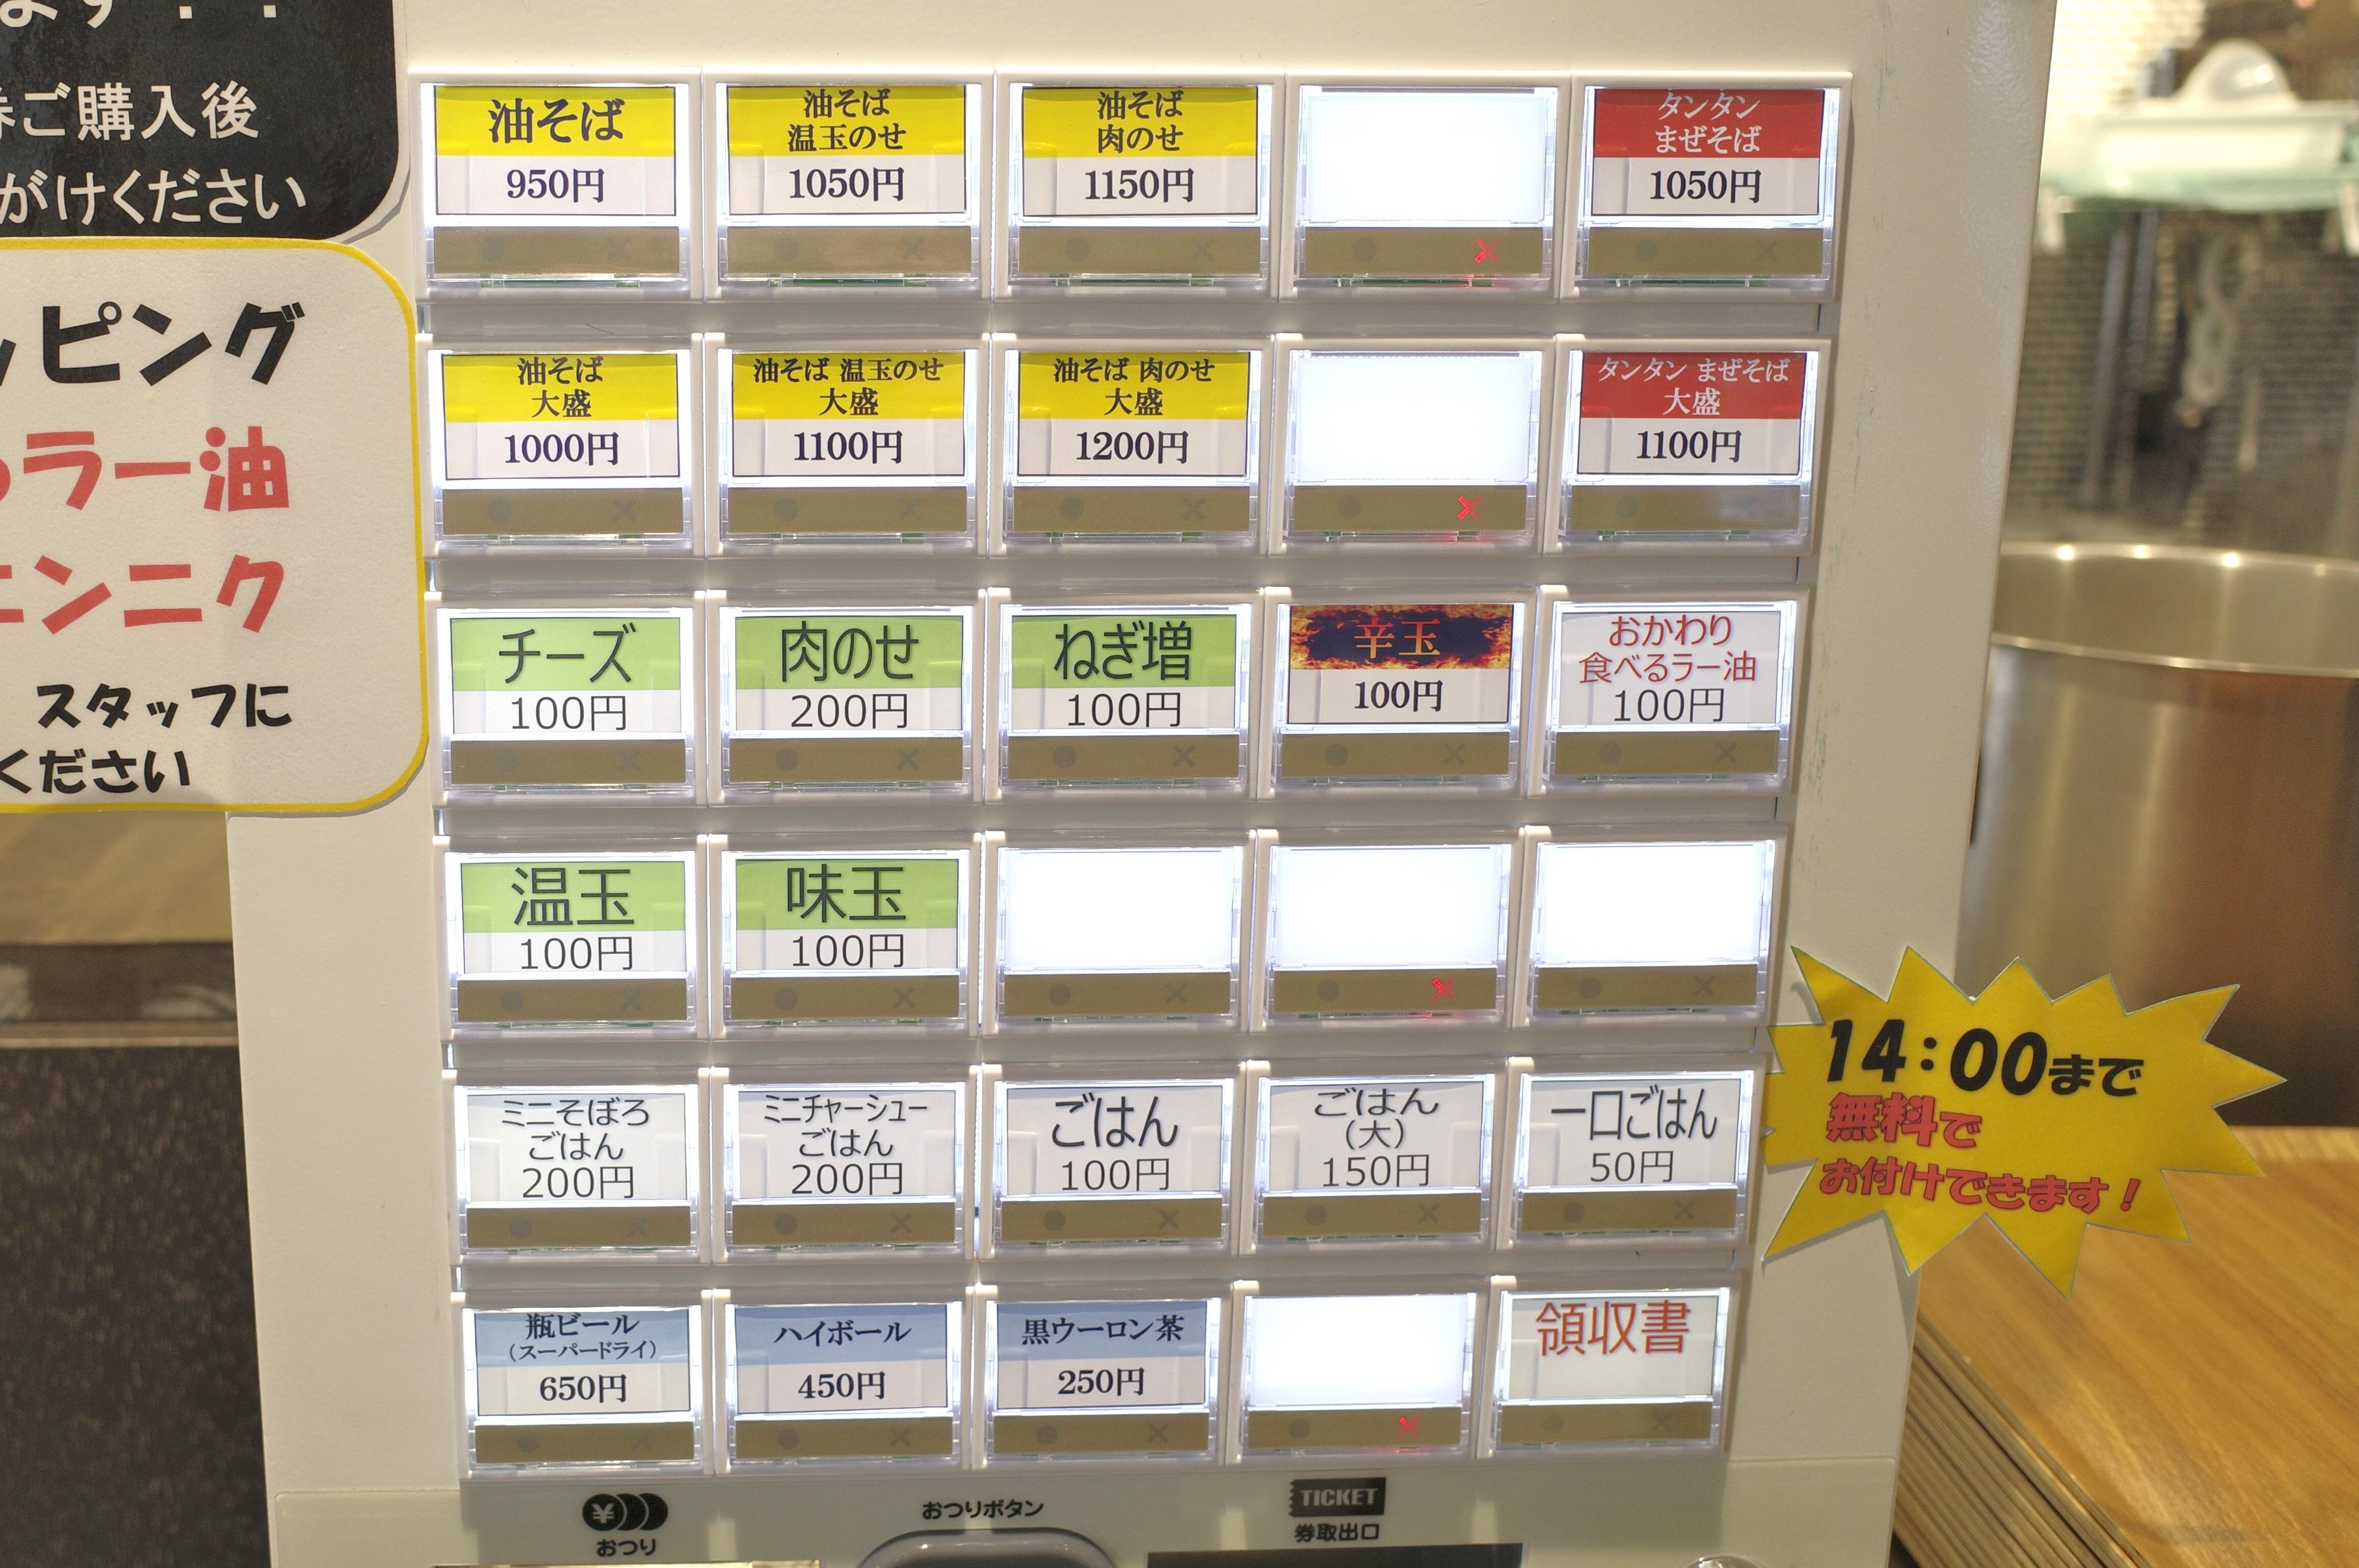 ご購入後
がけください
ッピング
ラー油
ニンニク
スタッフに
ください
油そば
950円
油そば
温玉のせ
1050円
油そば
肉のせ
1150円
タンタン
まぜそば
1050円
油そば
大盛
1000円
油そば 温玉のせ
大盛
1100円
油そば 肉のせ
大盛
1200円
タンタン まぜそば
大盛
1100円
チーズ
100円
肉のせ
200円
ねぎ増
100円
辛玉
100円
おかわり
食べるラー油
100円
温玉
100円
味玉
100円
ミニそぼろ
ごはん
200円
ミニチャーシュー
ごはん
200円
ごはん
100円
ごはん
(大)
150円
一口ごはん
50円
14:00まで
無料で
お付けできます!
瓶ビール
(スーパードライ)
650円
ハイボール
450円
黒ウーロン茶
250円
領収書
¥
おつり
おつりボタン
TICKET
券取出口